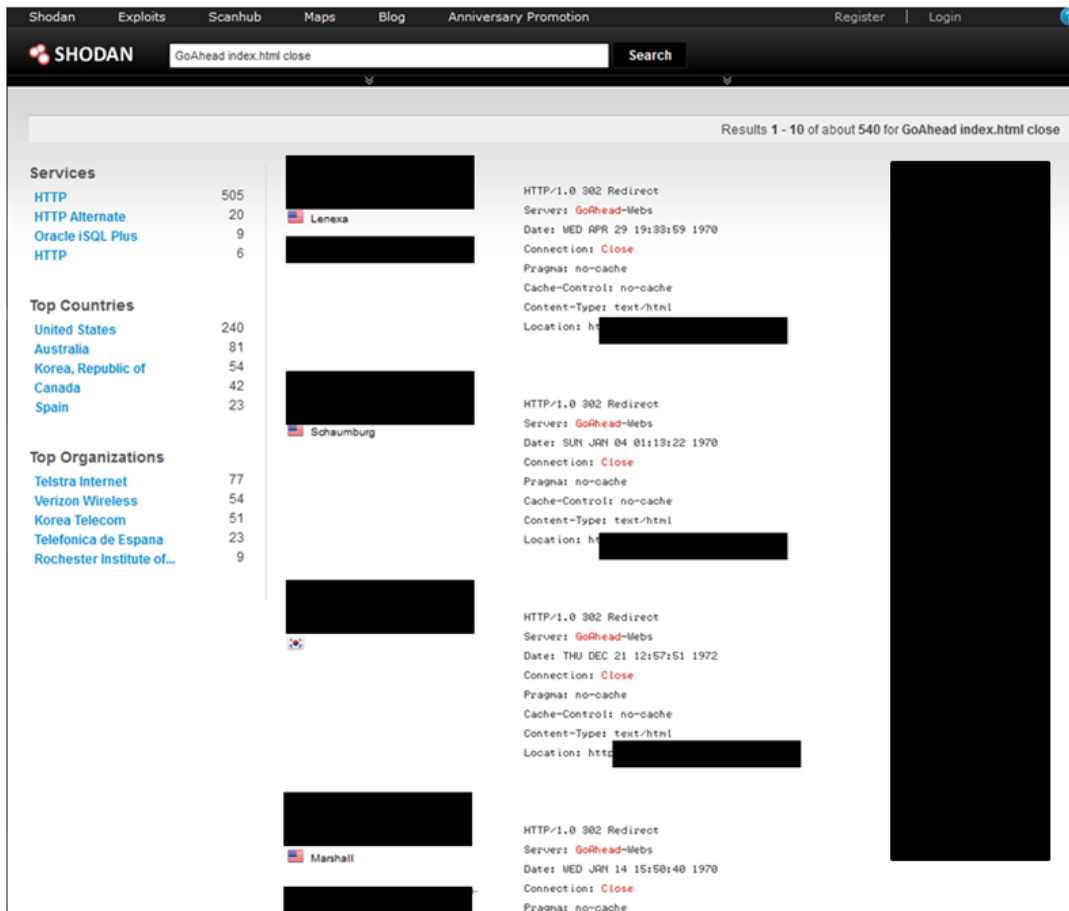 Shodan Exploits Scanhub Maps Blog Anniversary Promotion Register | Login
SHODAN GoAhead index.html close Search
Results 1 - 10 of about 540 for GoAhead index.html close
Services
HTTP 505
HTTP Alternate 20
Oracle iSQL Plus 9
HTTP 6
Top Countries
United States 240
Australia 81
Korea, Republic of 54
Canada 42
Spain 23
Top Organizations
Telstra Internet 77
Verizon Wireless 54
Korea Telecom 51
Telefonica de Espana 23
Rochester Institute of... 9
Lenexa
HTTP/1.0 302 Redirect
Server: GoAhead-Webs
Date: WED APR 29 19:33:59 1970
Connection: Close
Pragma: no-cache
Cache-Control: no-cache
Content-Type: text/html
Location: ht
Schaumburg
HTTP/1.0 302 Redirect
Server: GoAhead-Webs
Date: SUN JAN 04 01:13:22 1970
Connection: Close
Pragma: no-cache
Cache-Control: no-cache
Content-Type: text/html
Location: ht
HTTP/1.0 302 Redirect
Server: GoAhead-Webs
Date: THU DEC 21 12:57:51 1972
Connection: Close
Pragma: no-cache
Cache-Control: no-cache
Content-Type: text/html
Location: http
Marshall
HTTP/1.0 302 Redirect
Server: GoAhead-Webs
Date: WED JAN 14 15:50:40 1970
Connection: Close
Pragma: no-cache